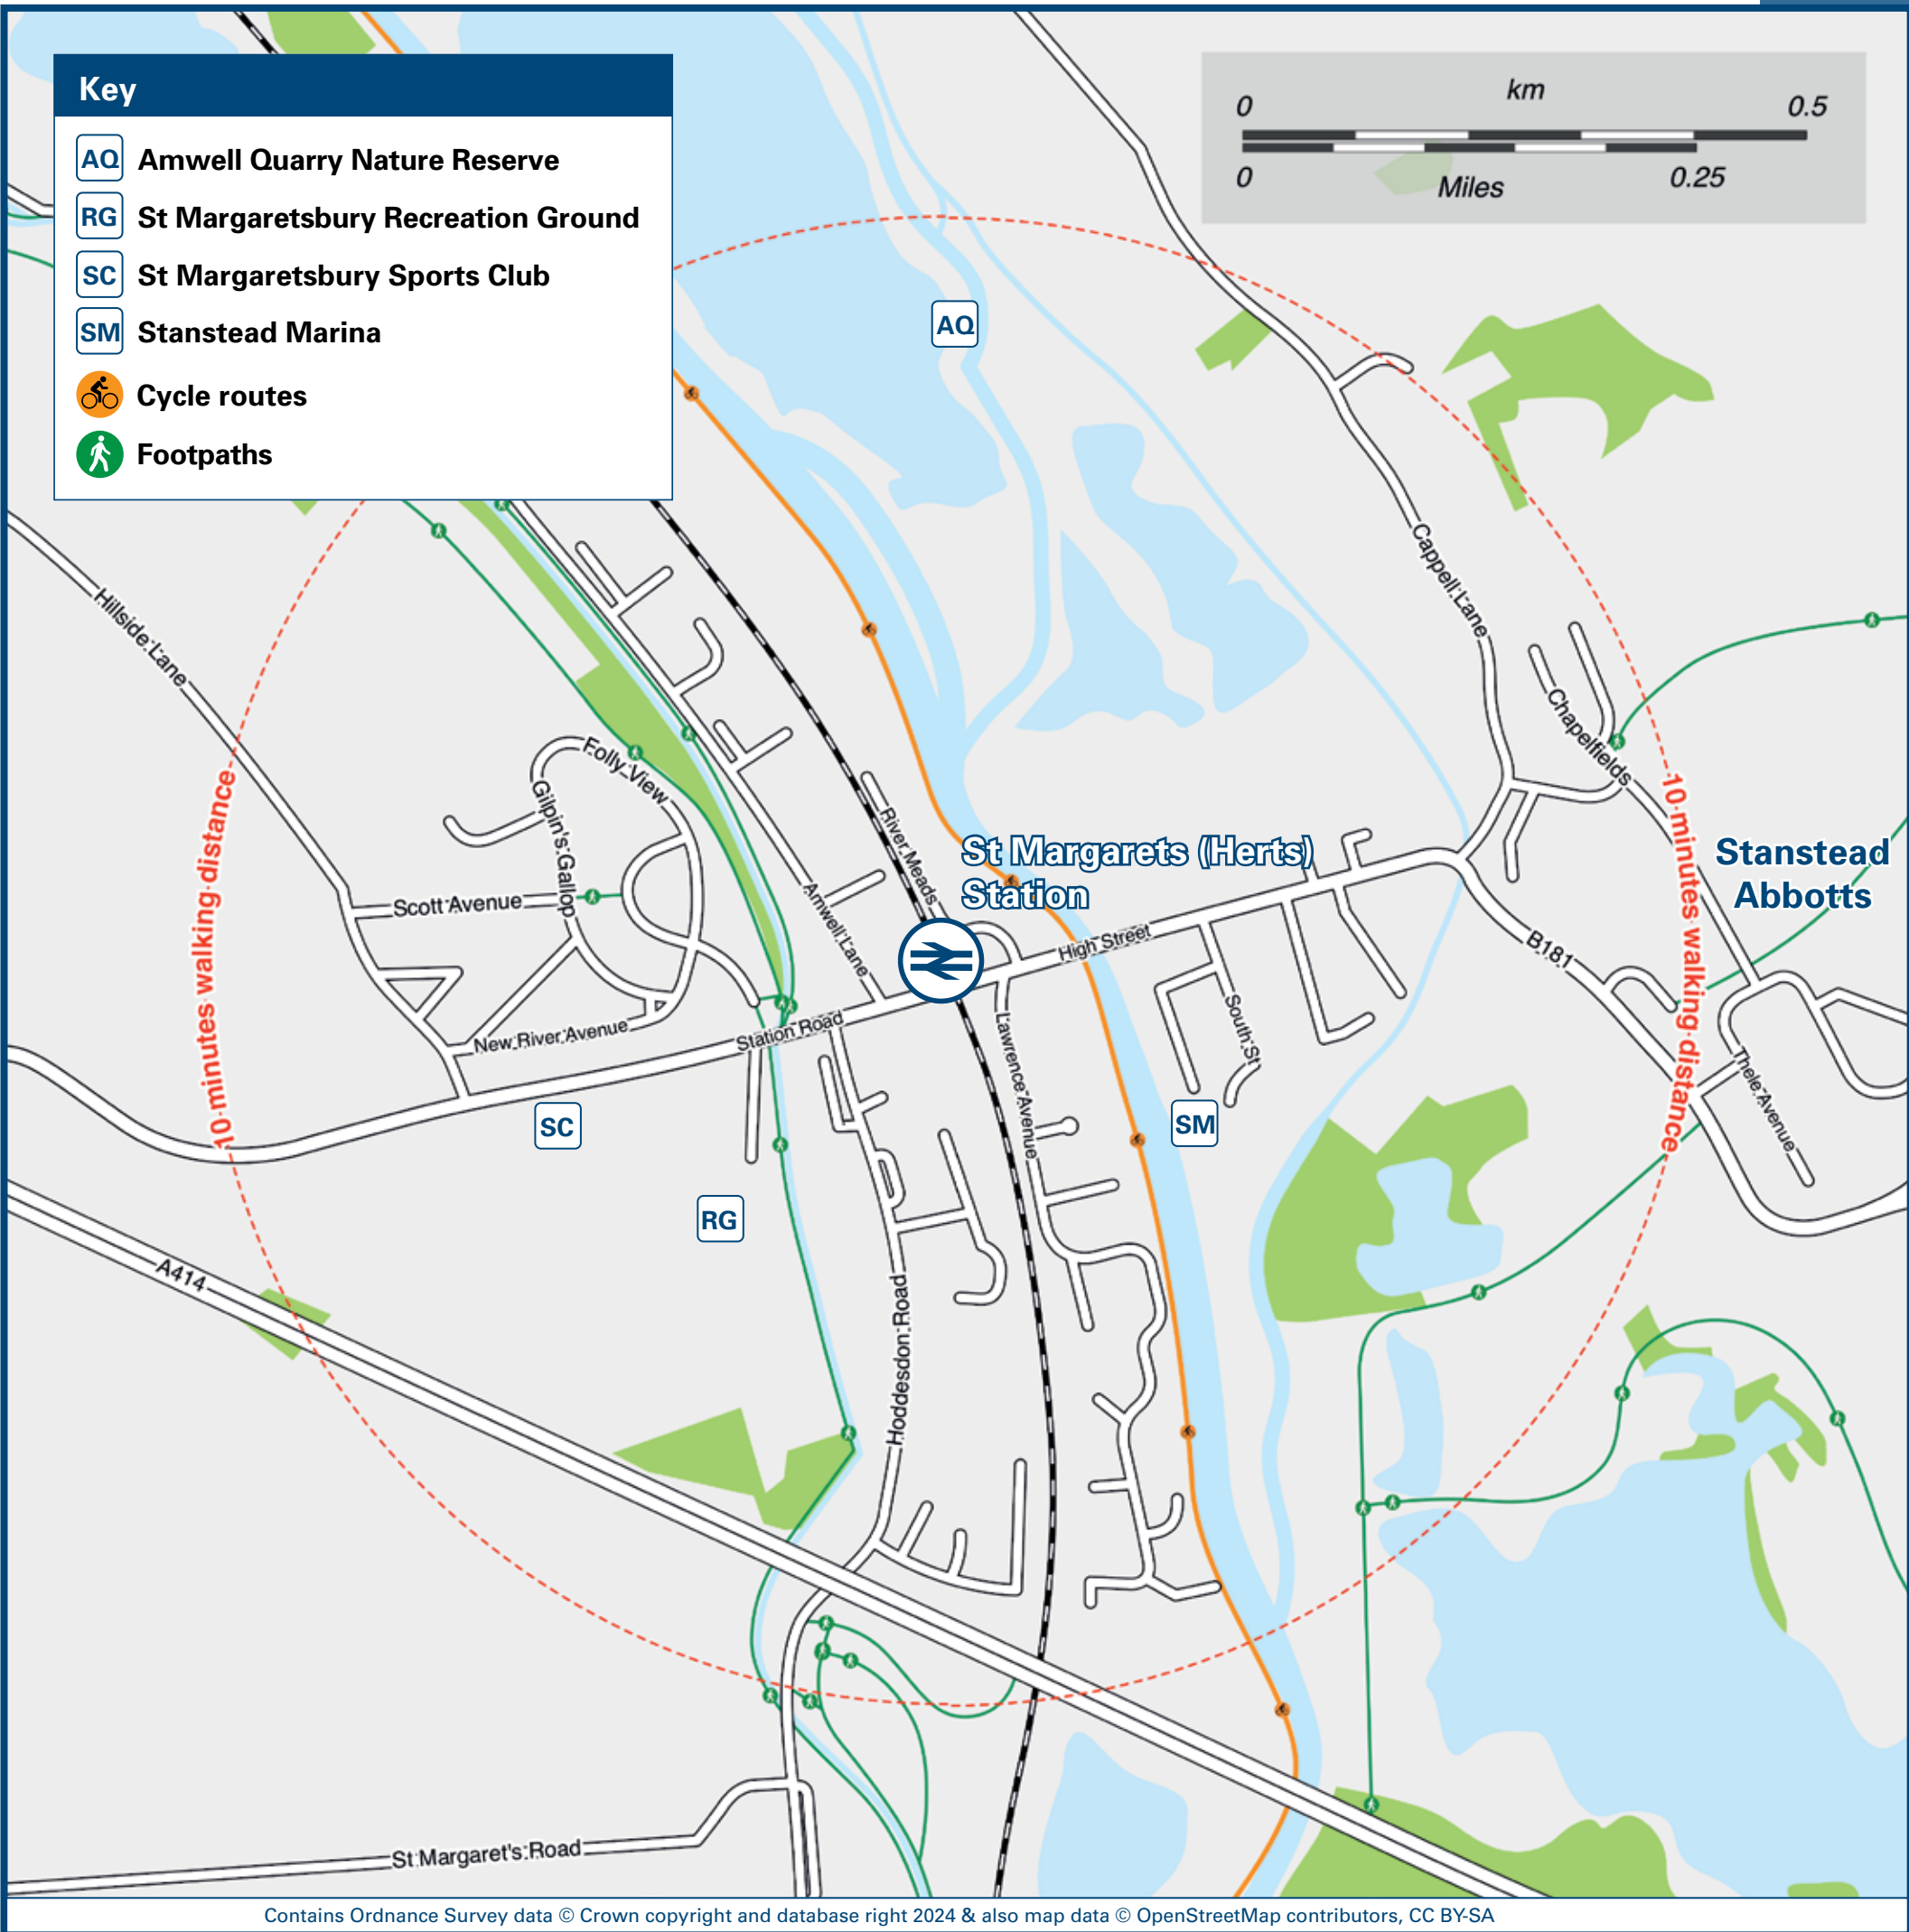 Key
AQ Amwell Quarry Nature Reserve
RG St Margaretsbury Recreation Ground
SC St Margaretsbury Sports Club
SM Stanstead Marina
Cycle routes
Footpaths
km
0 0.5
0 Miles 0.25
AQ
Cappell Lane
Hillside Lane
Chapelfields
Folly View
Gilpin's Gallop
River Meads
10 minutes walking distance
10 minutes walking distance
St Margarets (Herts)
Station
Stanstead
Abbotts
Scott Avenue
Amwell Lane
High Street
B181
South St
New River Avenue
Station Road
Lawrence Avenue
Thele Avenue
SC
SM
RG
A414
Hoddesdon Road
St Margaret's Road
Contains Ordnance Survey data © Crown copyright and database right 2024 & also map data © OpenStreetMap contributors, CC BY-SA